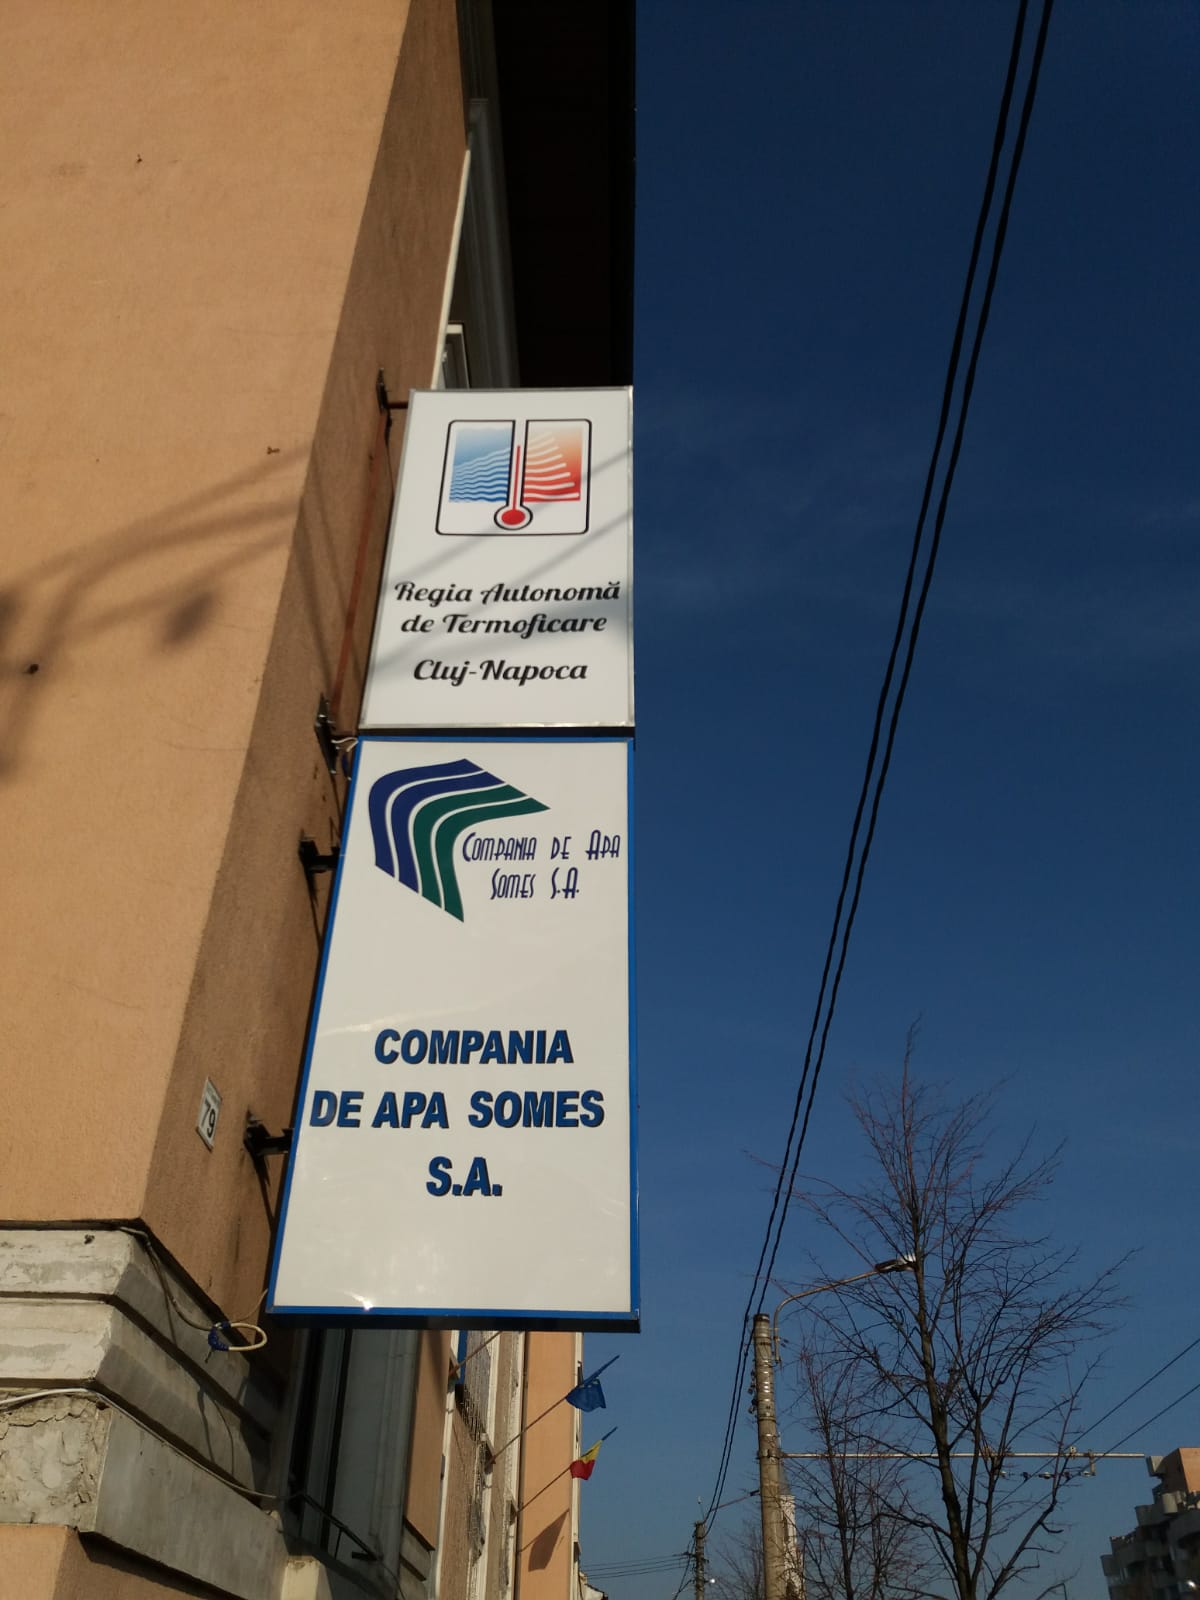 Regia Autonomă
de Termoficare
Cluj-Napoca
COMPANIA DE APA
SOMES S.A.
COMPANIA
DE APA SOMES
S.A.
79